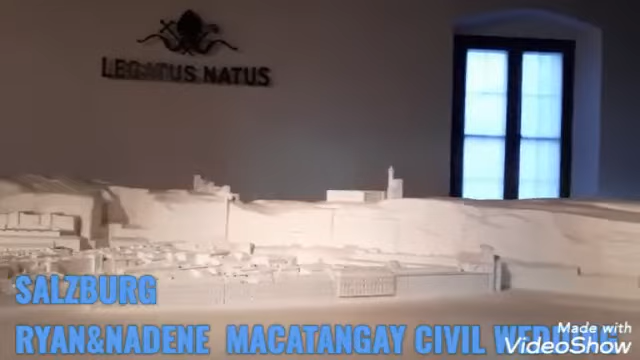 LEGATUS NATUS
SALZBURG
RYAN&NADENE MACATANGAY CIVIL
Made with
VideoShow